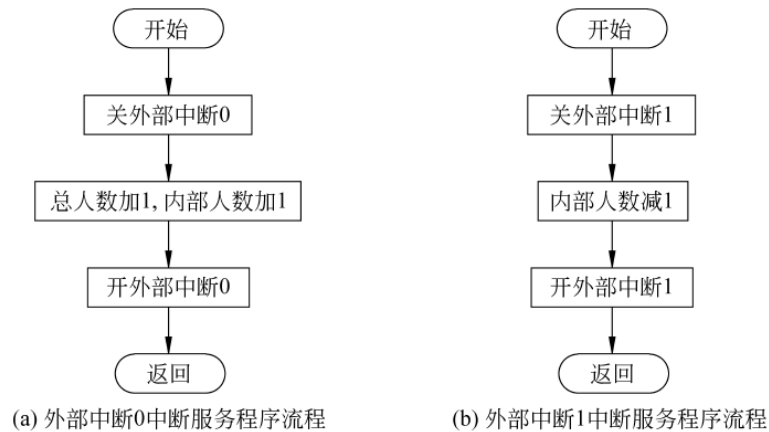 开始
关外部中断0
总人数加1, 内部人数加1
开外部中断0
返回
(a) 外部中断0中断服务程序流程
开始
关外部中断1
内部人数减1
开外部中断1
返回
(b) 外部中断1中断服务程序流程